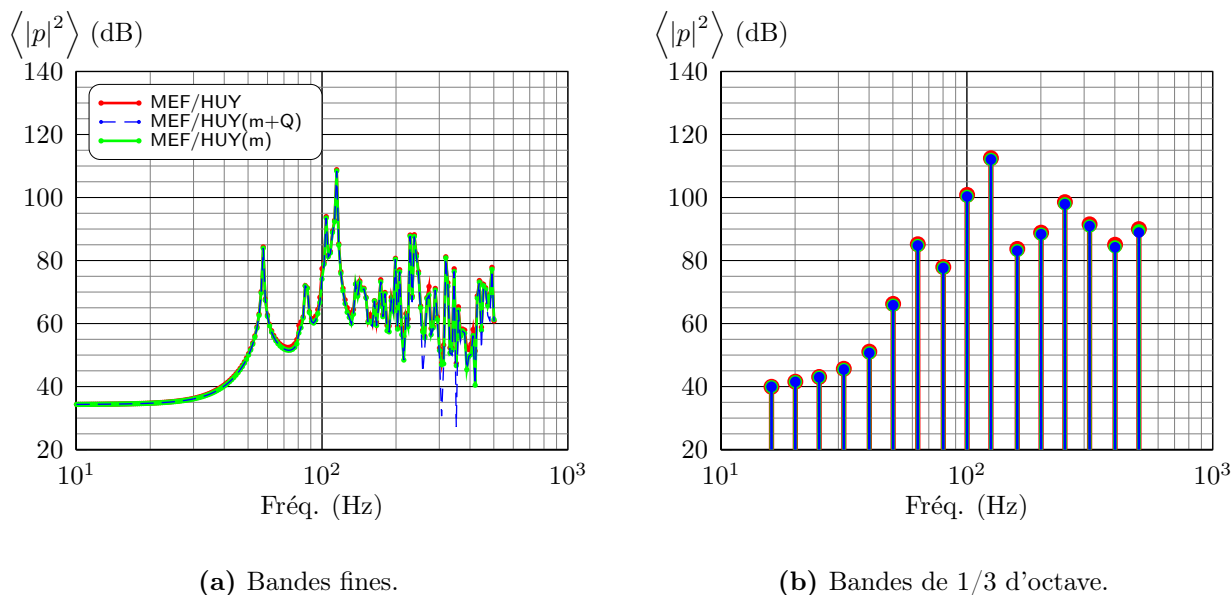 ⟨|p|²⟩ (dB)
140
120
100
80
60
40
20
MEF/HUY
MEF/HUY(m+Q)
MEF/HUY(m)
10¹ 10² 10³
Fréq. (Hz)
(a) Bandes fines.
⟨|p|²⟩ (dB)
140
120
100
80
60
40
20
10¹ 10² 10³
Fréq. (Hz)
(b) Bandes de 1/3 d'octave.